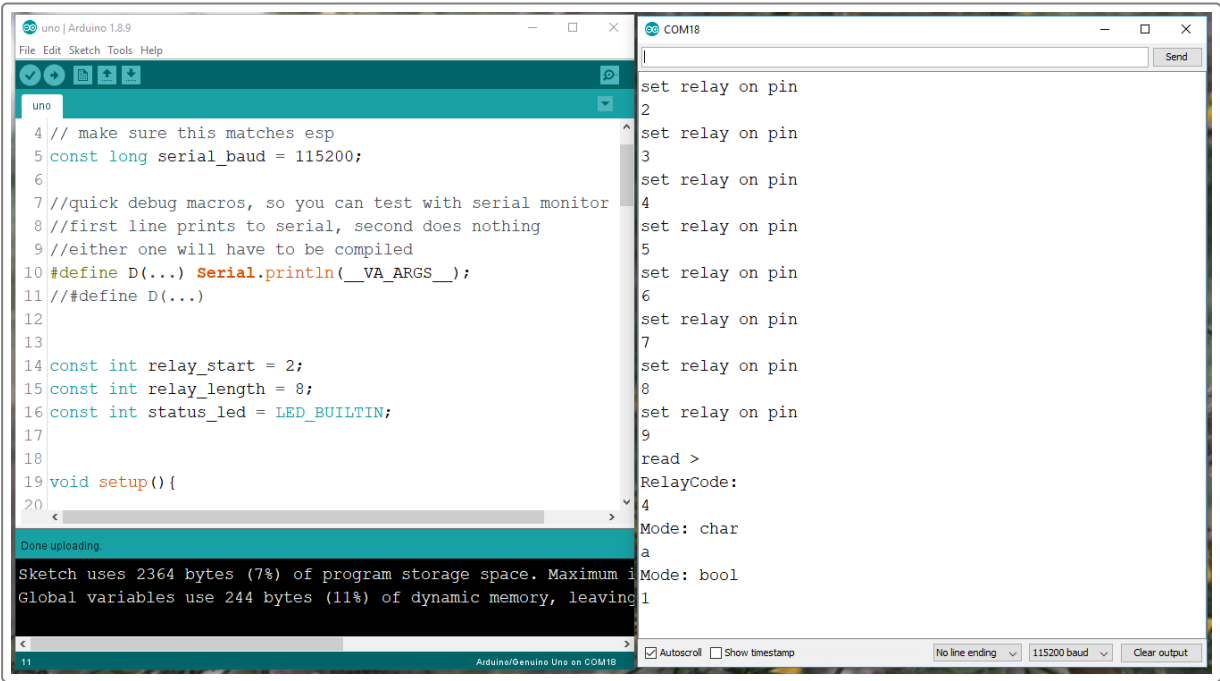 uno | Arduino 1.8.9
File Edit Sketch Tools Help
uno
4 // make sure this matches esp
5 const long serial_baud = 115200;
6
7 //quick debug macros, so you can test with serial monitor
8 //first line prints to serial, second does nothing
9 //either one will have to be compiled
10 #define D(...) Serial.println(__VA_ARGS__);
11 //#define D(...)
12
13
14 const int relay_start = 2;
15 const int relay_length = 8;
16 const int status_led = LED_BUILTIN;
17
18
19 void setup(){
20
Done uploading.
Sketch uses 2364 bytes (7%) of program storage space. Maximum i
Global variables use 244 bytes (11%) of dynamic memory, leaving
11
Arduino/Genuino Uno on COM18
COM18
Send
set relay on pin
2
set relay on pin
3
set relay on pin
4
set relay on pin
5
set relay on pin
6
set relay on pin
7
set relay on pin
8
set relay on pin
9
read >
RelayCode:
4
Mode: char
a
Mode: bool
1
Autoscroll Show timestamp No line ending 115200 baud Clear output